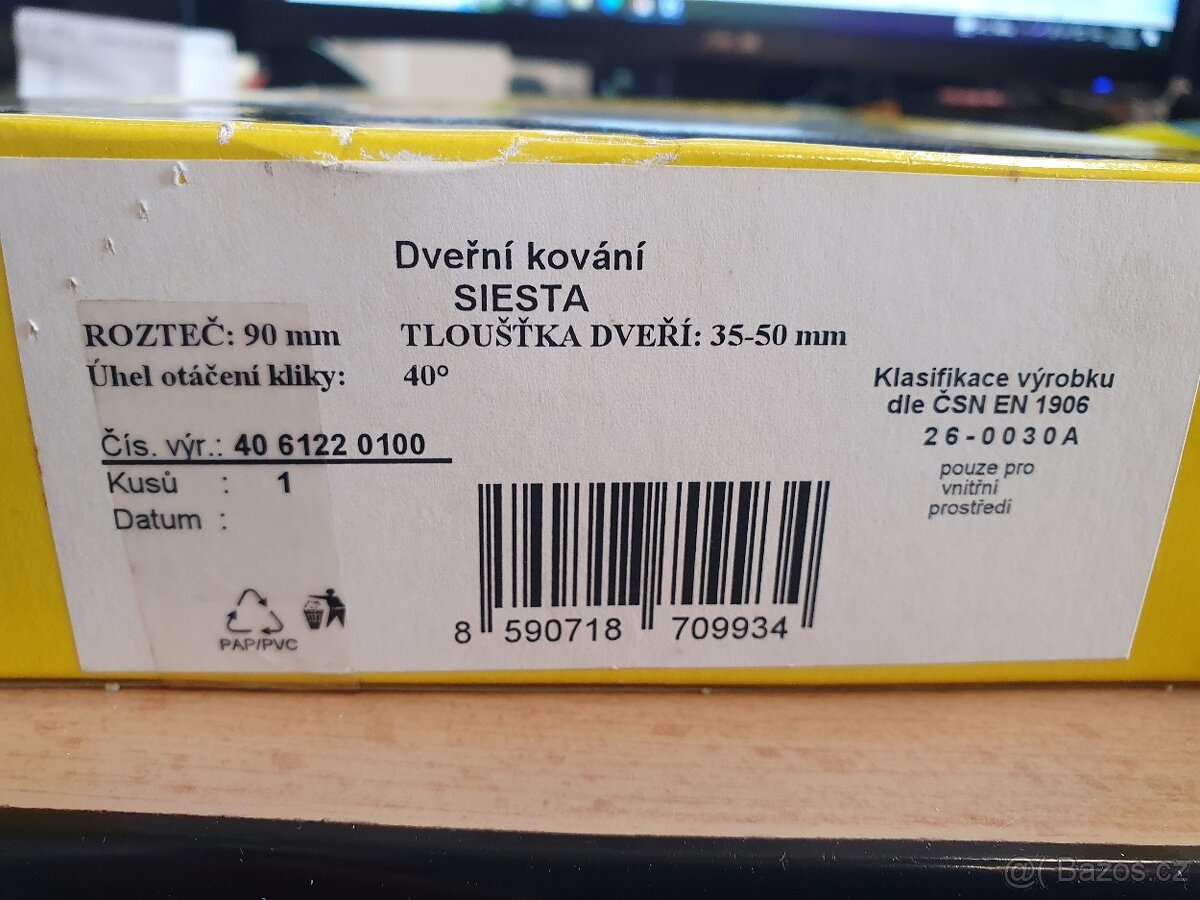 Dveřní kování
SIESTA
ROZTEČ: 90 mm TLOUŠŤKA DVEŘÍ: 35-50 mm
Úhel otáčení kliky: 40°
Klasifikace výrobku
dle ČSN EN 1906
26-0030A
pouze pro
vnitřní
prostředí
Čís. výr.: 40 6122 0100
Kusů : 1
Datum :
PAP/PVC
8 590718 709934
@( Bazos.cz